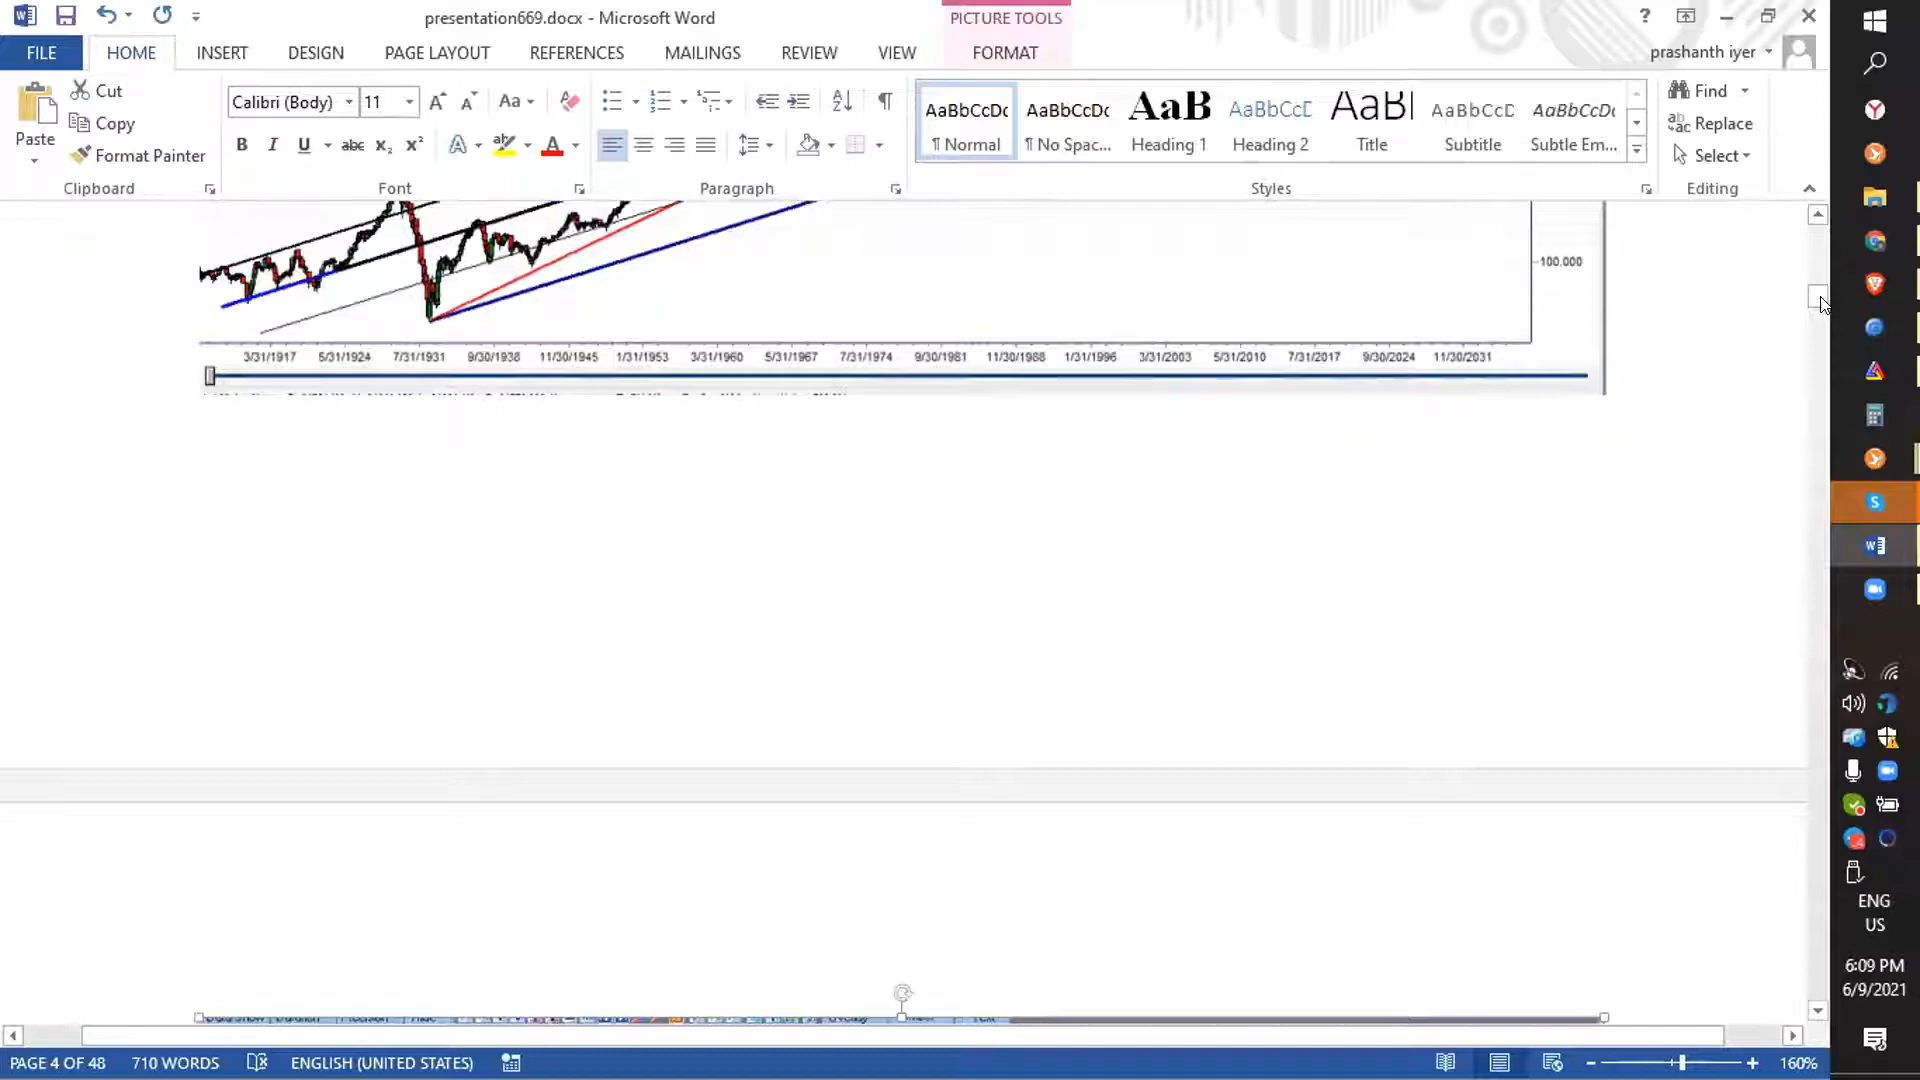 presentation669.docx - Microsoft Word
PICTURE TOOLS
FILE HOME INSERT DESIGN PAGE LAYOUT REFERENCES MAILINGS REVIEW VIEW FORMAT
prashanth iyer
Paste
Cut
Copy
Format Painter
Clipboard
Calibri (Body) 11
Font
Paragraph
AaBbCcDc AaBbCcDc AaB AaBbCcE AaBl AaBbCcD AaBbCcDc
¶ Normal ¶ No Spac... Heading 1 Heading 2 Title Subtitle Subtle Em...
Styles
Find
Replace
Select
Editing
100.000
3/31/1917 5/31/1924 7/31/1931 9/30/1938 11/30/1945 1/31/1953 3/31/1960 5/31/1967 7/31/1974 9/30/1981 11/30/1988 1/31/1996 3/31/2003 5/31/2010 7/31/2017 9/30/2024 11/30/2031
PAGE 4 OF 48 710 WORDS ENGLISH (UNITED STATES) 160%
ENG
US
6:09 PM
6/9/2021